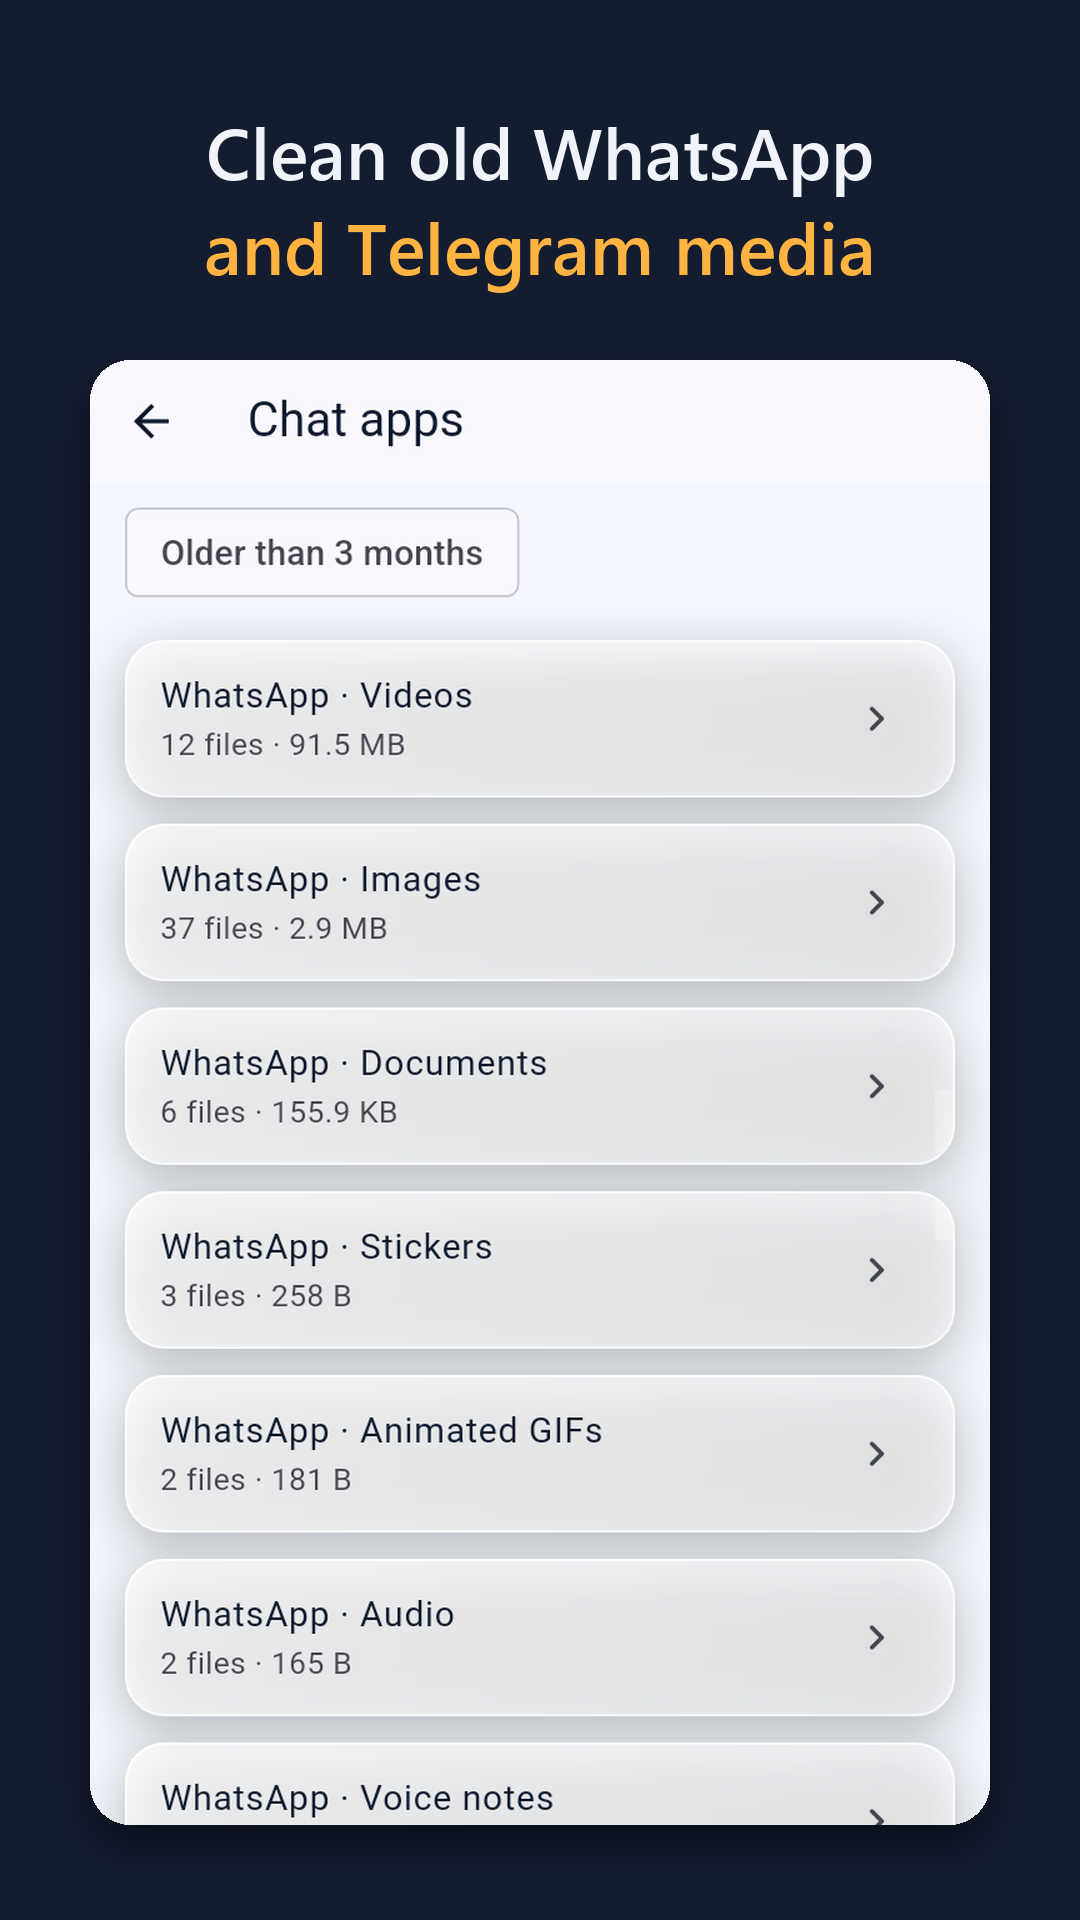 Clean old WhatsApp
and Telegram media
Chat apps
Older than 3 months
WhatsApp · Videos
12 files · 91.5 MB
WhatsApp · Images
37 files · 2.9 MB
WhatsApp · Documents
6 files · 155.9 KB
WhatsApp · Stickers
3 files · 258 B
WhatsApp · Animated GIFs
2 files · 181 B
WhatsApp · Audio
2 files · 165 B
WhatsApp · Voice notes